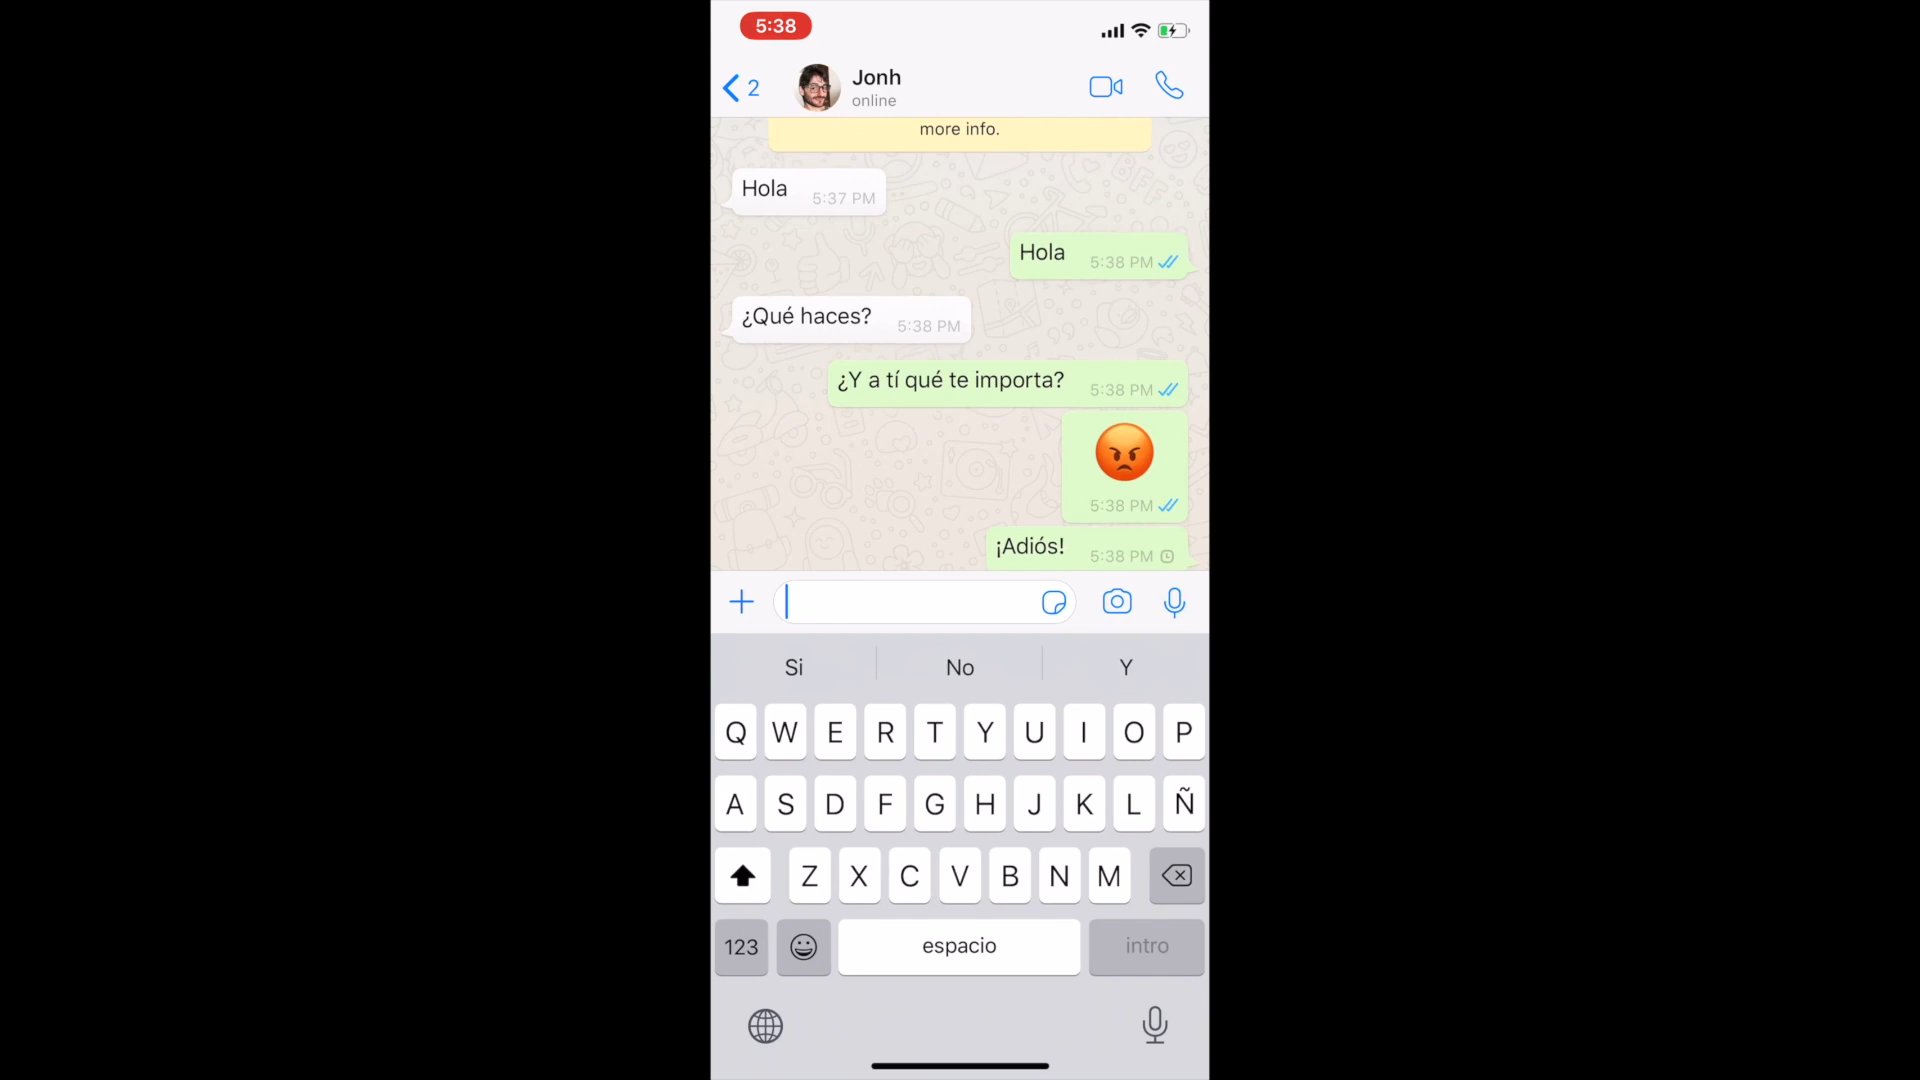 5:38
2
Jonh
online
more info.
Hola 5:37 PM
Hola 5:38 PM
¿Qué haces? 5:38 PM
¿Y a tí qué te importa? 5:38 PM
5:38 PM
¡Adiós! 5:38 PM
Si No Y
Q W E R T Y U I O P
A S D F G H J K L Ñ
Z X C V B N M
123 espacio intro